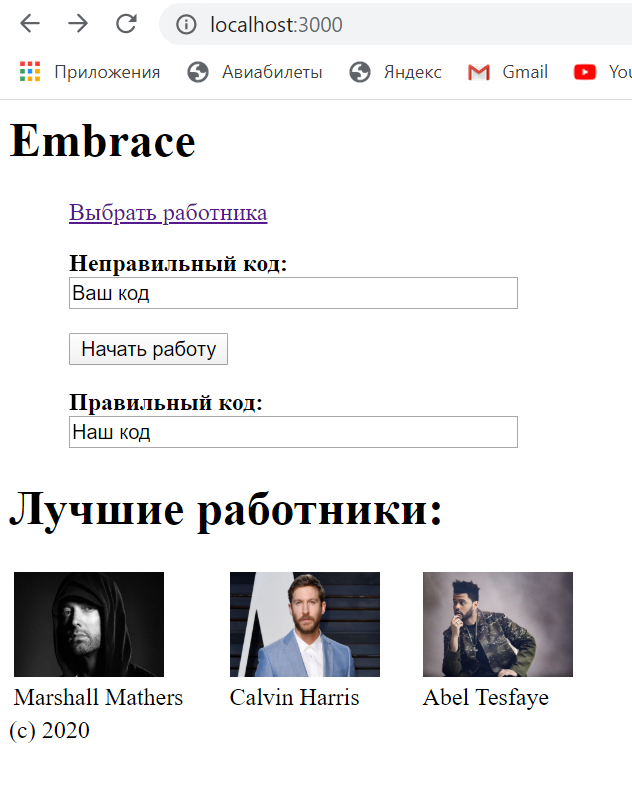 localhost:3000
Приложения Авиабилеты Яндекс Gmail You
Embrace
Выбрать работника
Неправильный код:
Ваш код
Начать работу
Правильный код:
Наш код
Лучшие работники:
Marshall Mathers Calvin Harris Abel Tesfaye
(c) 2020